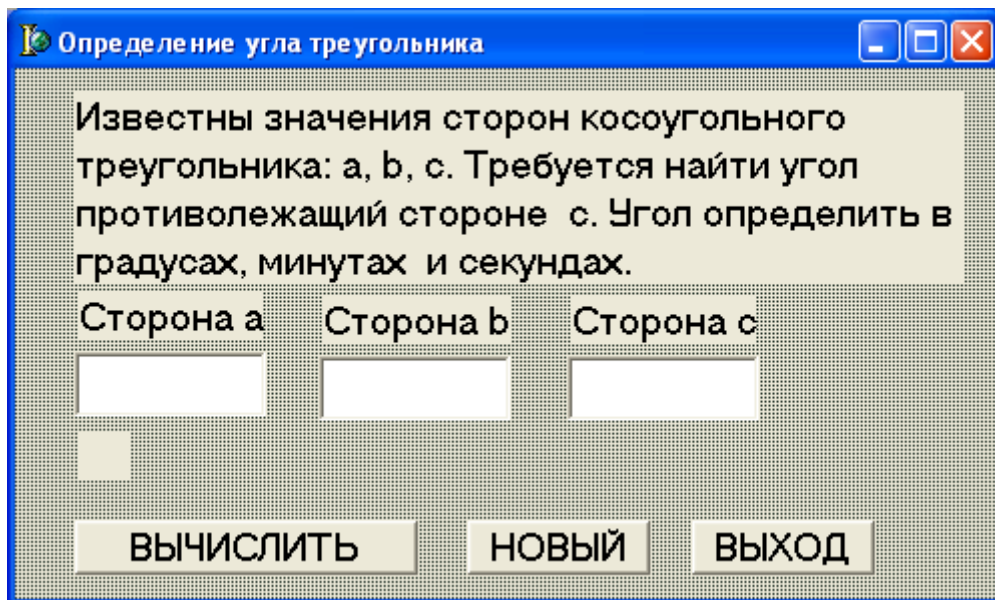 Определение угла треугольника
Известны значения сторон косоугольного
треугольника: a, b, c. Требуется найти угол
противолежащий стороне c. Угол определить в
градусах, минутах и секундах.
Сторона a Сторона b Сторона c
ВЫЧИСЛИТЬ НОВЫЙ ВЫХОД